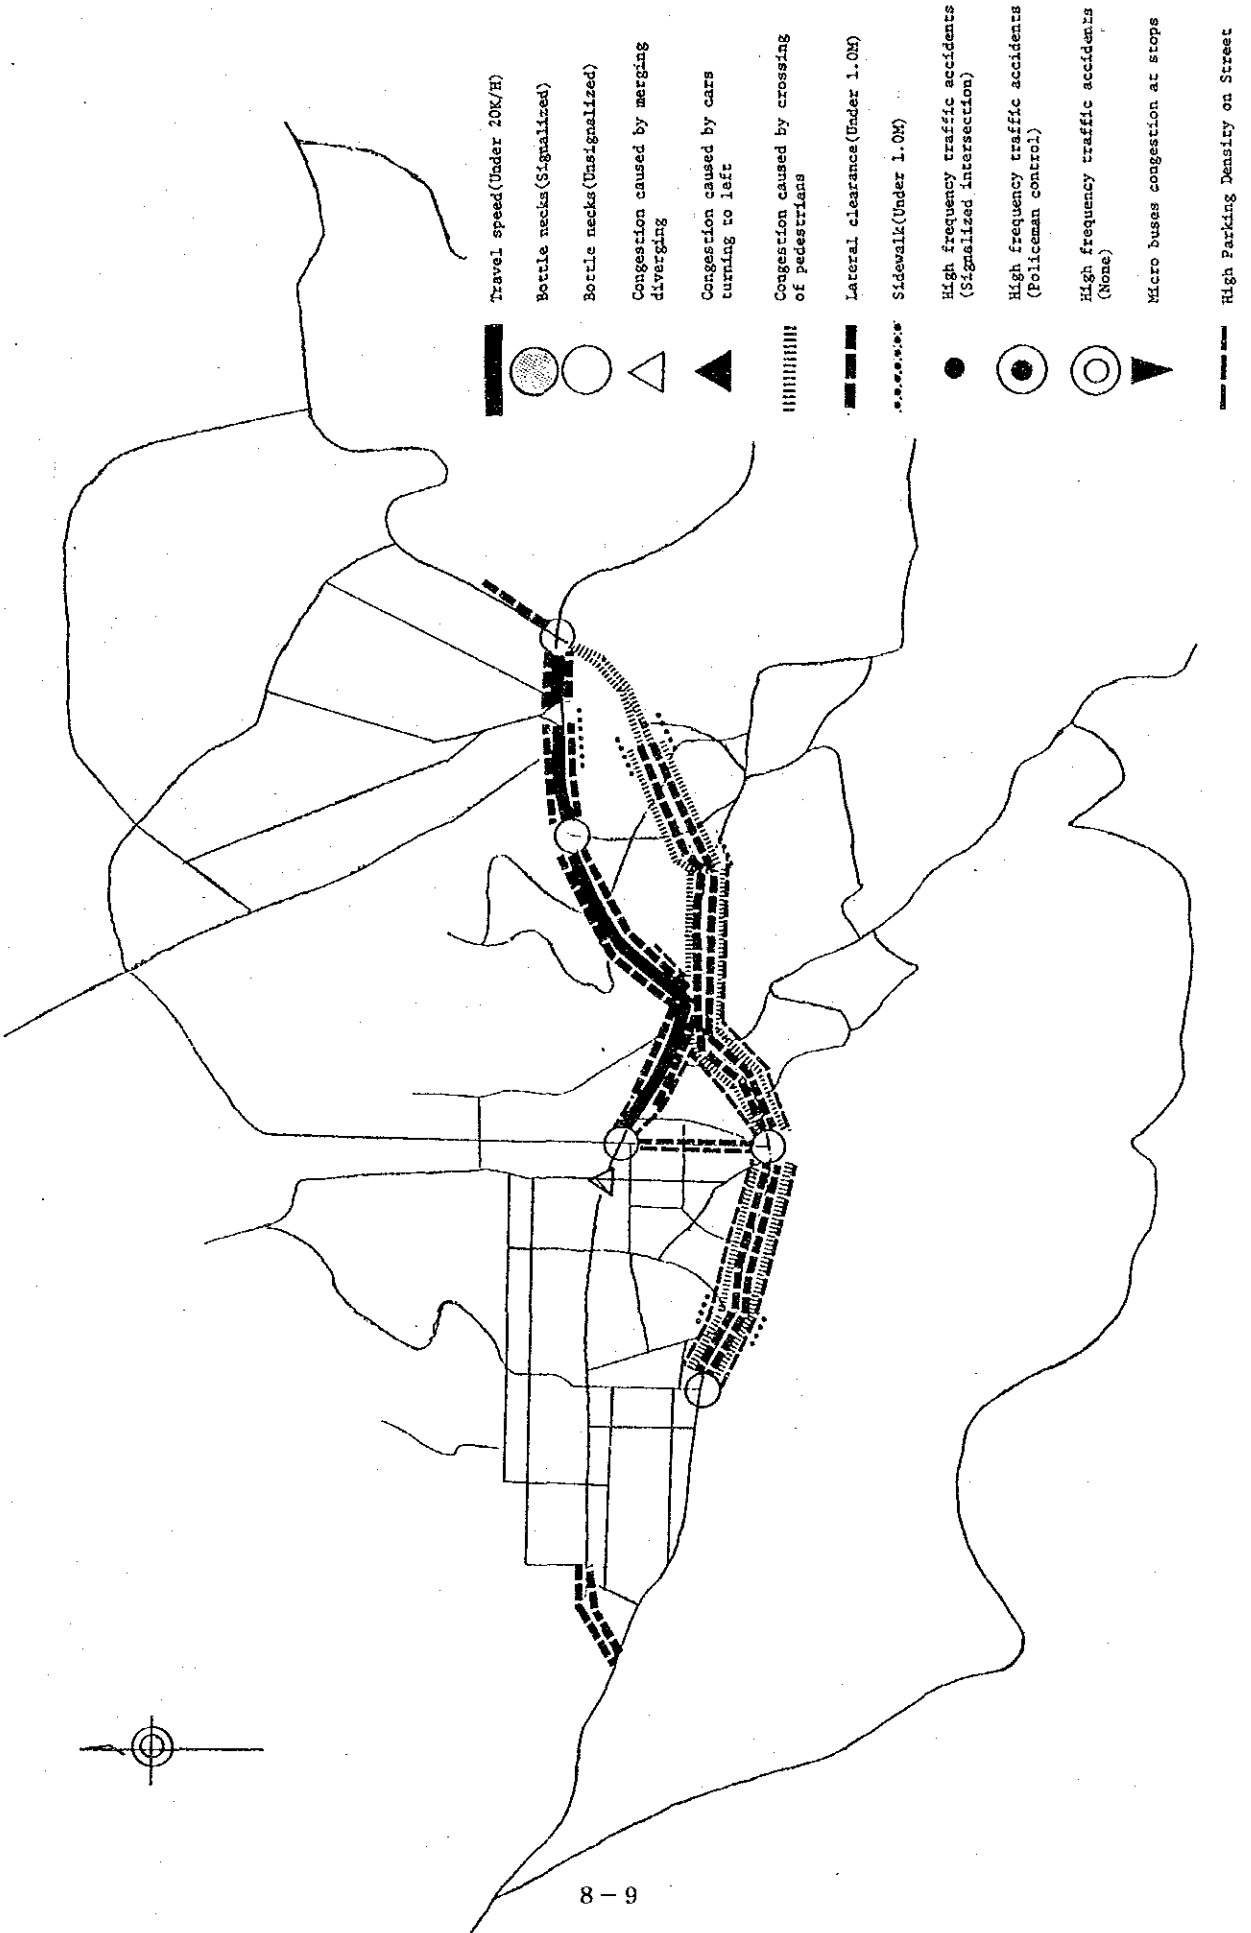 Travel speed(Under 20K/H)
Bottle necks(Signalized)
Bottle necks(Unsignalized)
Congestion caused by merging
diverging
Congestion caused by cars
turning to left
Congestion caused by crossing
of pedestrians
Lateral clearance(Under 1.0M)
Sidewalk(Under 1.0M)
High frequency traffic accidents
(Signalized intersection)
High frequency traffic accidents
(Policeman control)
High frequency traffic accidents
(None)
Micro buses congestion at stops
High Parking Density on Street
8-9